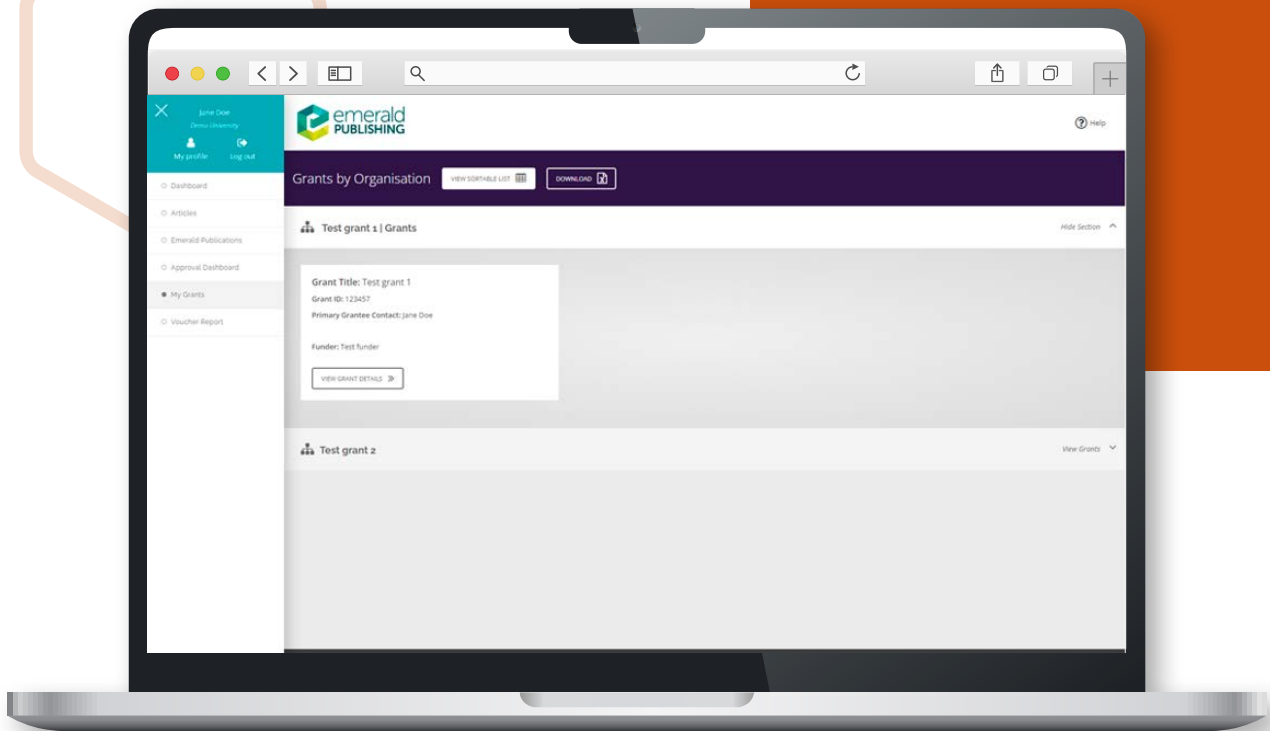 Jane Doe
Demo University
My profile Log out
Dashboard
Articles
Emerald Publications
Approval Dashboard
My Grants
Voucher Report
emerald
PUBLISHING
Help
Grants by Organisation VIEW SORTABLE LIST DOWNLOAD
Test grant 1 | Grants Hide Section
Grant Title: Test grant 1
Grant ID: 123457
Primary Grantee Contact: Jane Doe
Funder: Test funder
VIEW GRANT DETAILS
Test grant 2 View Grants